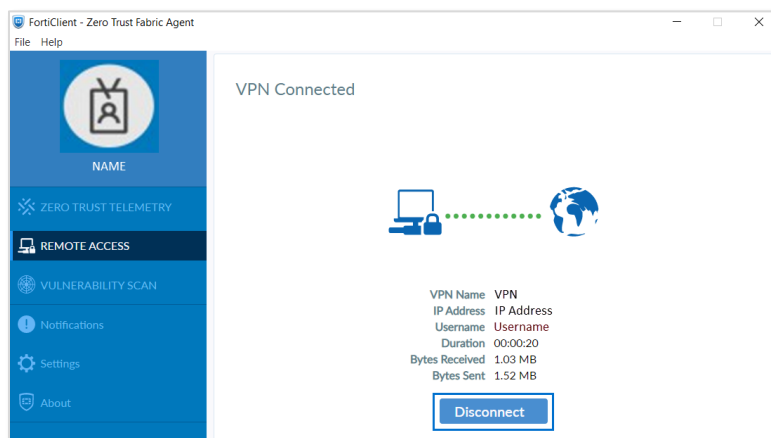 FortiClient - Zero Trust Fabric Agent
File Help
NAME
ZERO TRUST TELEMETRY
REMOTE ACCESS
VULNERABILITY SCAN
Notifications
Settings
About
VPN Connected
VPN Name VPN
IP Address IP Address
Username Username
Duration 00:00:20
Bytes Received 1.03 MB
Bytes Sent 1.52 MB
Disconnect